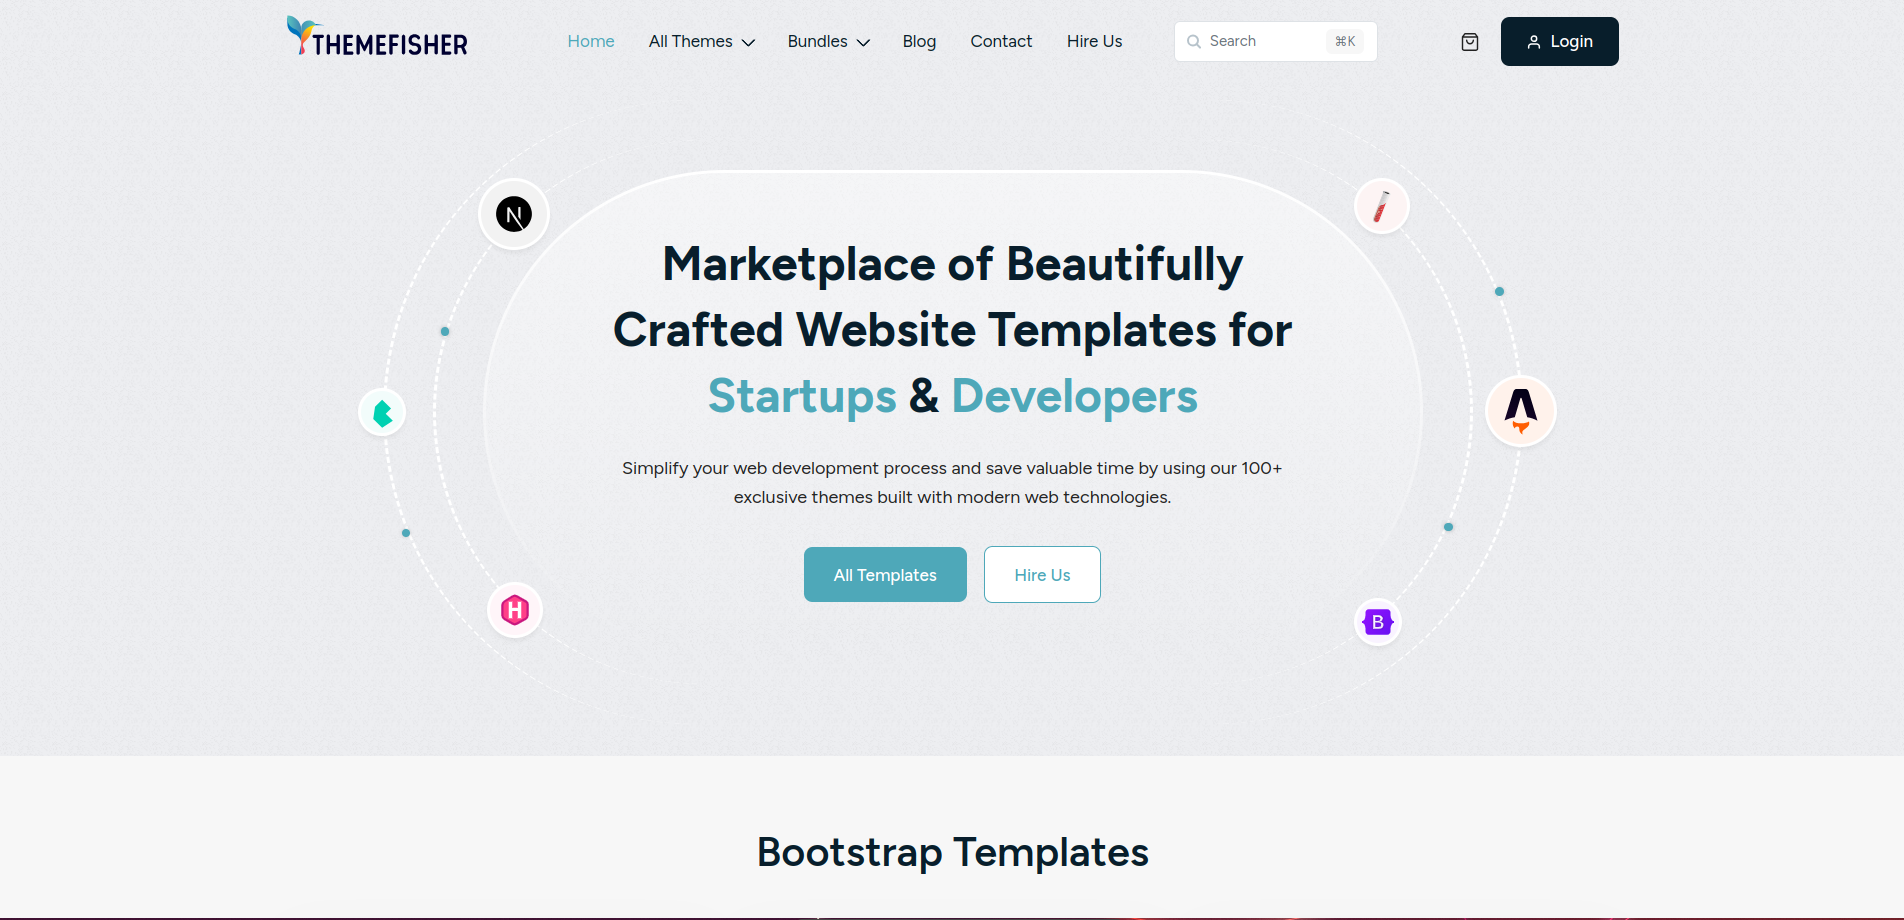 THEMEFISHER
Home
All Themes
Bundles
Blog
Contact
Hire Us
Search
⌘K
Login
N
H
B
Marketplace of Beautifully
Crafted Website Templates for
Startups & Developers
Simplify your web development process and save valuable time by using our 100+
exclusive themes built with modern web technologies.
All Templates
Hire Us
Bootstrap Templates